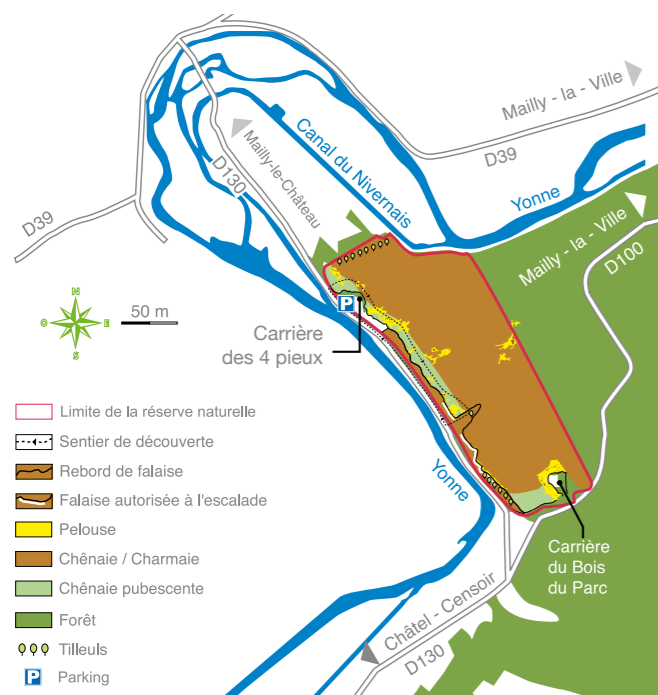 Mailly - la - Ville
D39
Canal du Nivernais
Mailly-le-Château
D130
Yonne
D39
Mailly - la - Ville
D100
N
O
E
S
50 m
P
Carrière
des 4 pieux
Limite de la réserve naturelle
Sentier de découverte
Rebord de falaise
Falaise autorisée à l'escalade
Pelouse
Chênaie / Charmaie
Chênaie pubescente
Forêt
Tilleuls
P Parking
Yonne
Carrière
du Bois
du Parc
Châtel - Censoir
D130